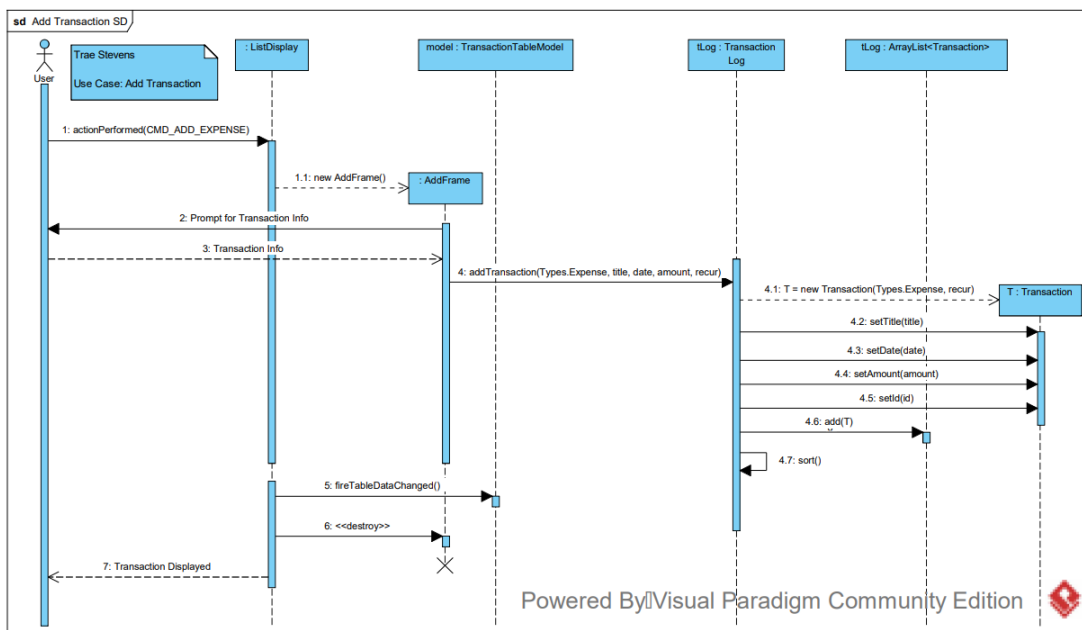 sd Add Transaction SD
User
Trae Stevens
Use Case: Add Transaction
: ListDisplay
model : TransactionTableModel
tLog : Transaction
Log
tLog : ArrayList<Transaction>
1: actionPerformed(CMD_ADD_EXPENSE)
1.1: new AddFrame()
: AddFrame
2: Prompt for Transaction Info
3: Transaction Info
4: addTransaction(Types.Expense, title, date, amount, recur)
4.1: T = new Transaction(Types.Expense, recur)
T : Transaction
4.2: setTitle(title)
4.3: setDate(date)
4.4: setAmount(amount)
4.5: setId(id)
4.6: add(T)
4.7: sort()
5: fireTableDataChanged()
6: <<destroy>>
7: Transaction Displayed
Powered By Visual Paradigm Community Edition